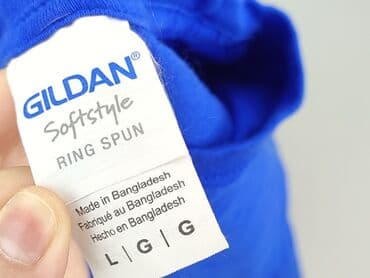 GILDAN®
Softstyle
RING SPUN
Made in Bangladesh
Fabriqué au Bangladesh
Hecho en Bangladesh
L | G | G